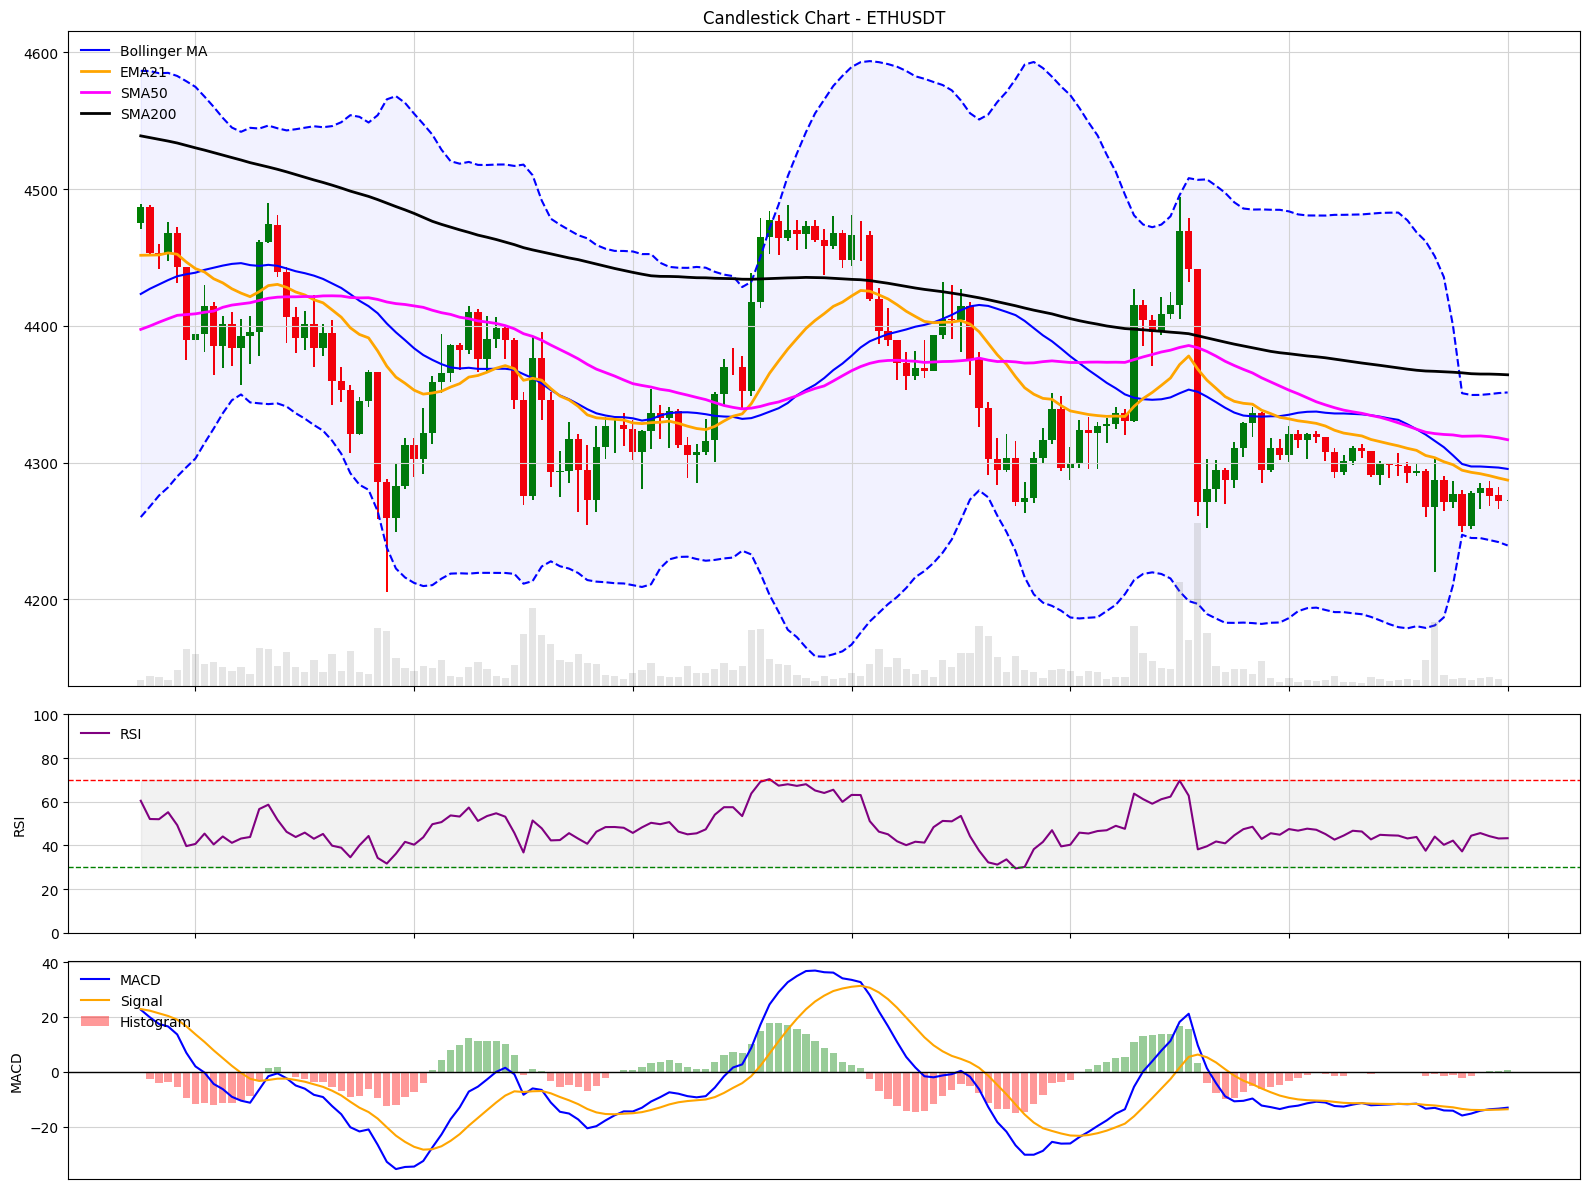 Candlestick Chart - ETHUSDT
4600
4500
4400
4300
4200
Bollinger MA
EMA21
SMA50
SMA200
100
80
60
40
20
0
RSI
RSI
40
20
0
−20
MACD
MACD
Signal
Histogram